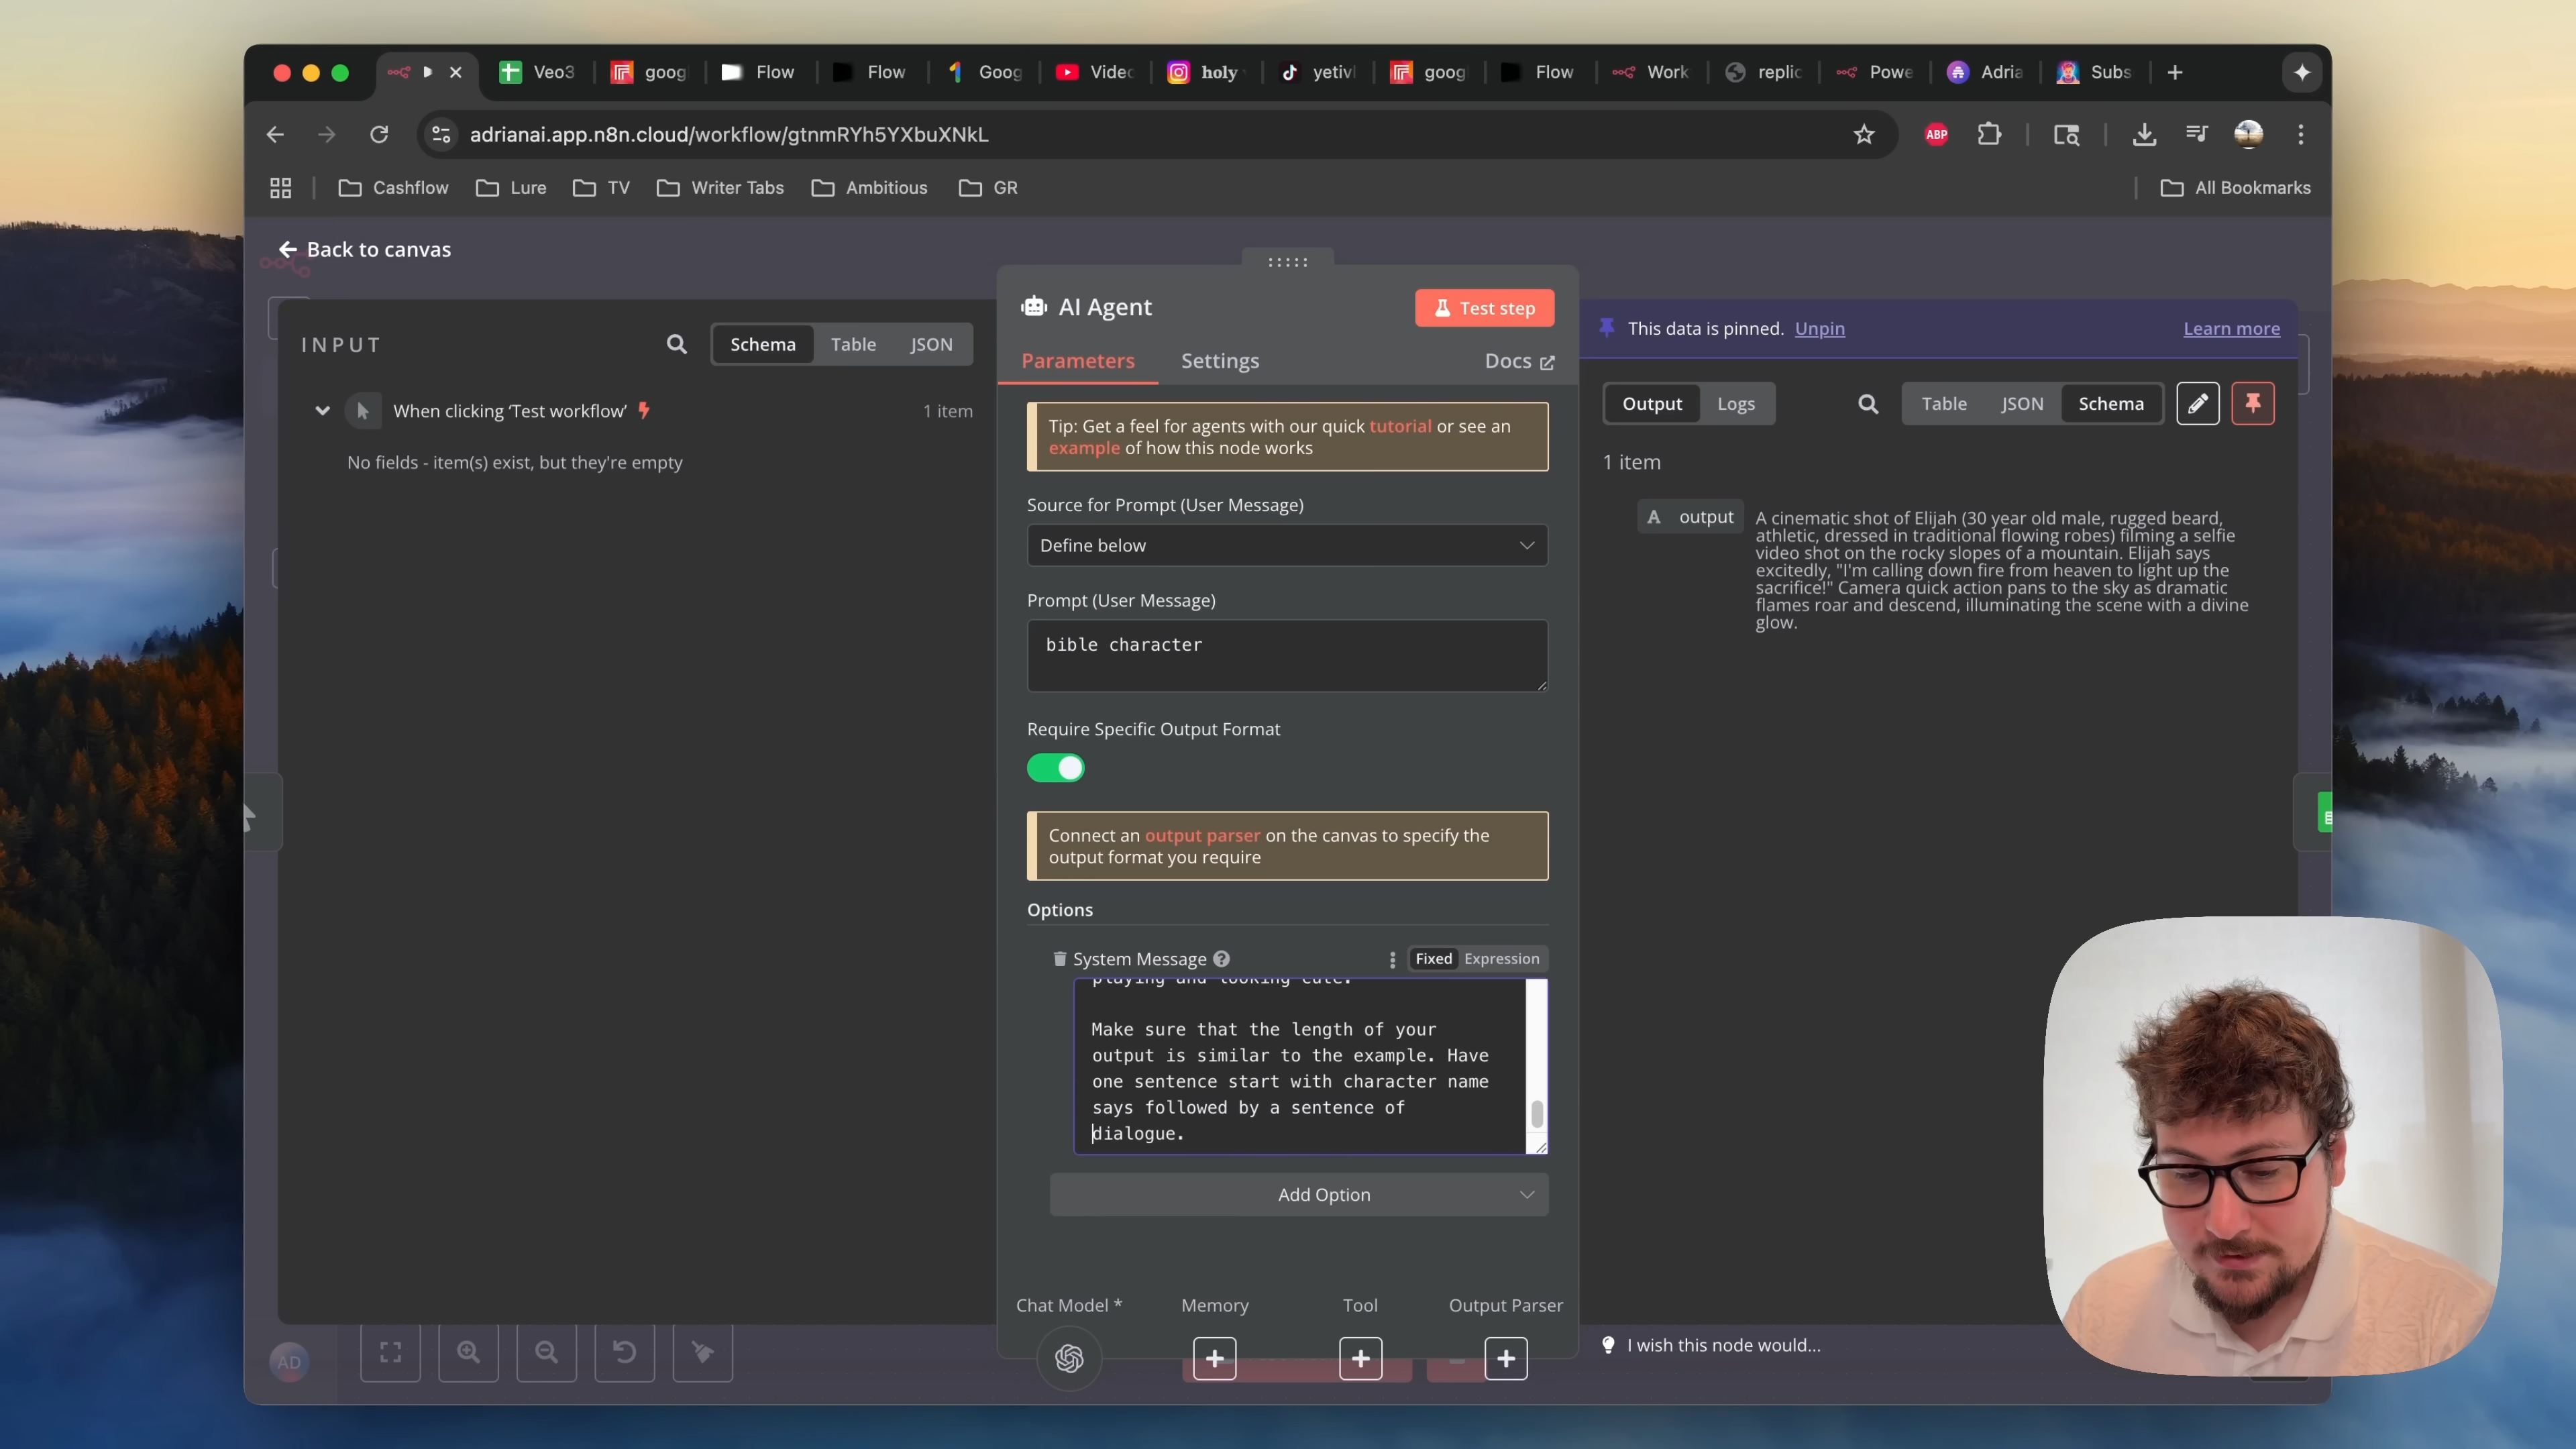 Veo3
goog
Flow
Flow
Goog
Videc
holy
yetivl
goog
Flow
Work
replic
Powe
Adria
Subs
adrianai.app.n8n.cloud/workflow/gtnmRYh5YXbuXNkL
ABP
Cashflow
Lure
TV
Writer Tabs
Ambitious
GR
All Bookmarks
Back to canvas
INPUT
Schema
Table
JSON
When clicking ‘Test workflow’
1 item
No fields - item(s) exist, but they're empty
AI Agent
Test step
Parameters
Settings
Docs
Tip: Get a feel for agents with our quick tutorial or see an
example of how this node works
Source for Prompt (User Message)
Define below
Prompt (User Message)
bible character
Require Specific Output Format
Connect an output parser on the canvas to specify the
output format you require
Options
System Message
Fixed
Expression
playing and looking cute.
Make sure that the length of your
output is similar to the example. Have
one sentence start with character name
says followed by a sentence of
dialogue.
Add Option
Chat Model *
Memory
Tool
Output Parser
This data is pinned. Unpin
Learn more
Output
Logs
Table
JSON
Schema
1 item
A output
A cinematic shot of Elijah (30 year old male, rugged beard,
athletic, dressed in traditional flowing robes) filming a selfie
video shot on the rocky slopes of a mountain. Elijah says
excitedly, "I'm calling down fire from heaven to light up the
sacrifice!" Camera quick action pans to the sky as dramatic
flames roar and descend, illuminating the scene with a divine
glow.
I wish this node would...
AD